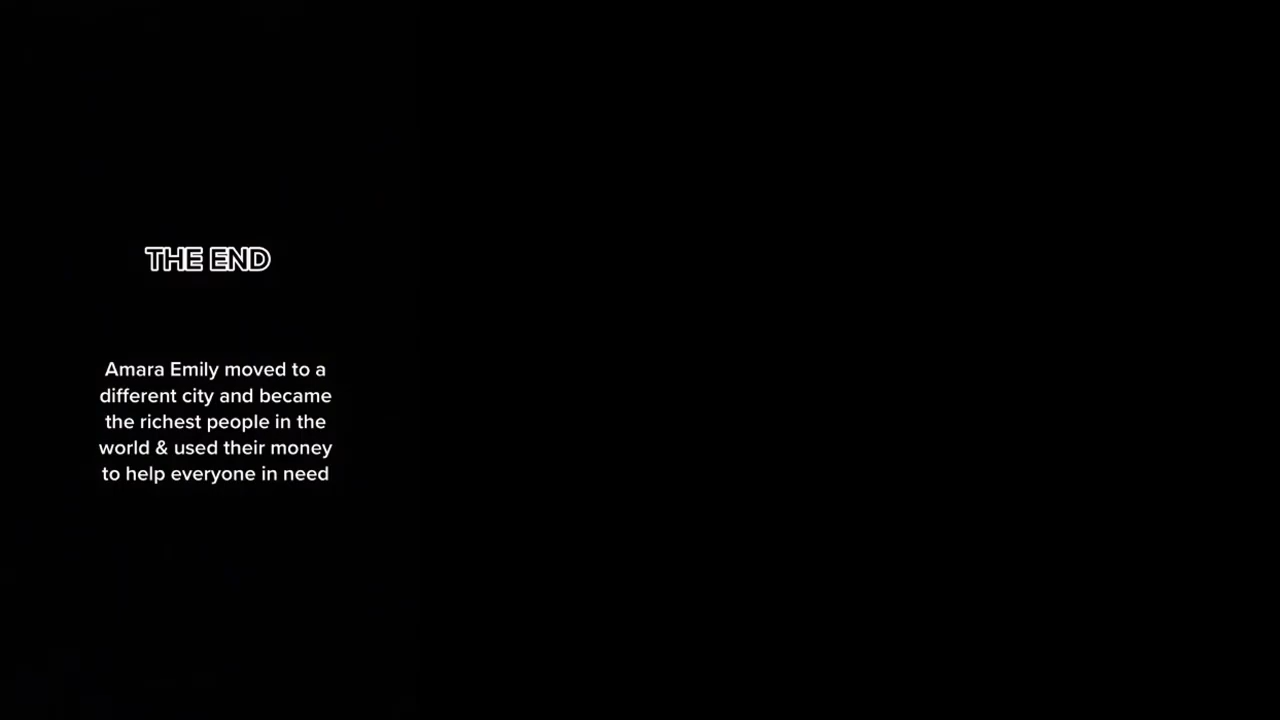 THE END
Amara Emily moved to a
different city and became
the richest people in the
world & used their money
to help everyone in need